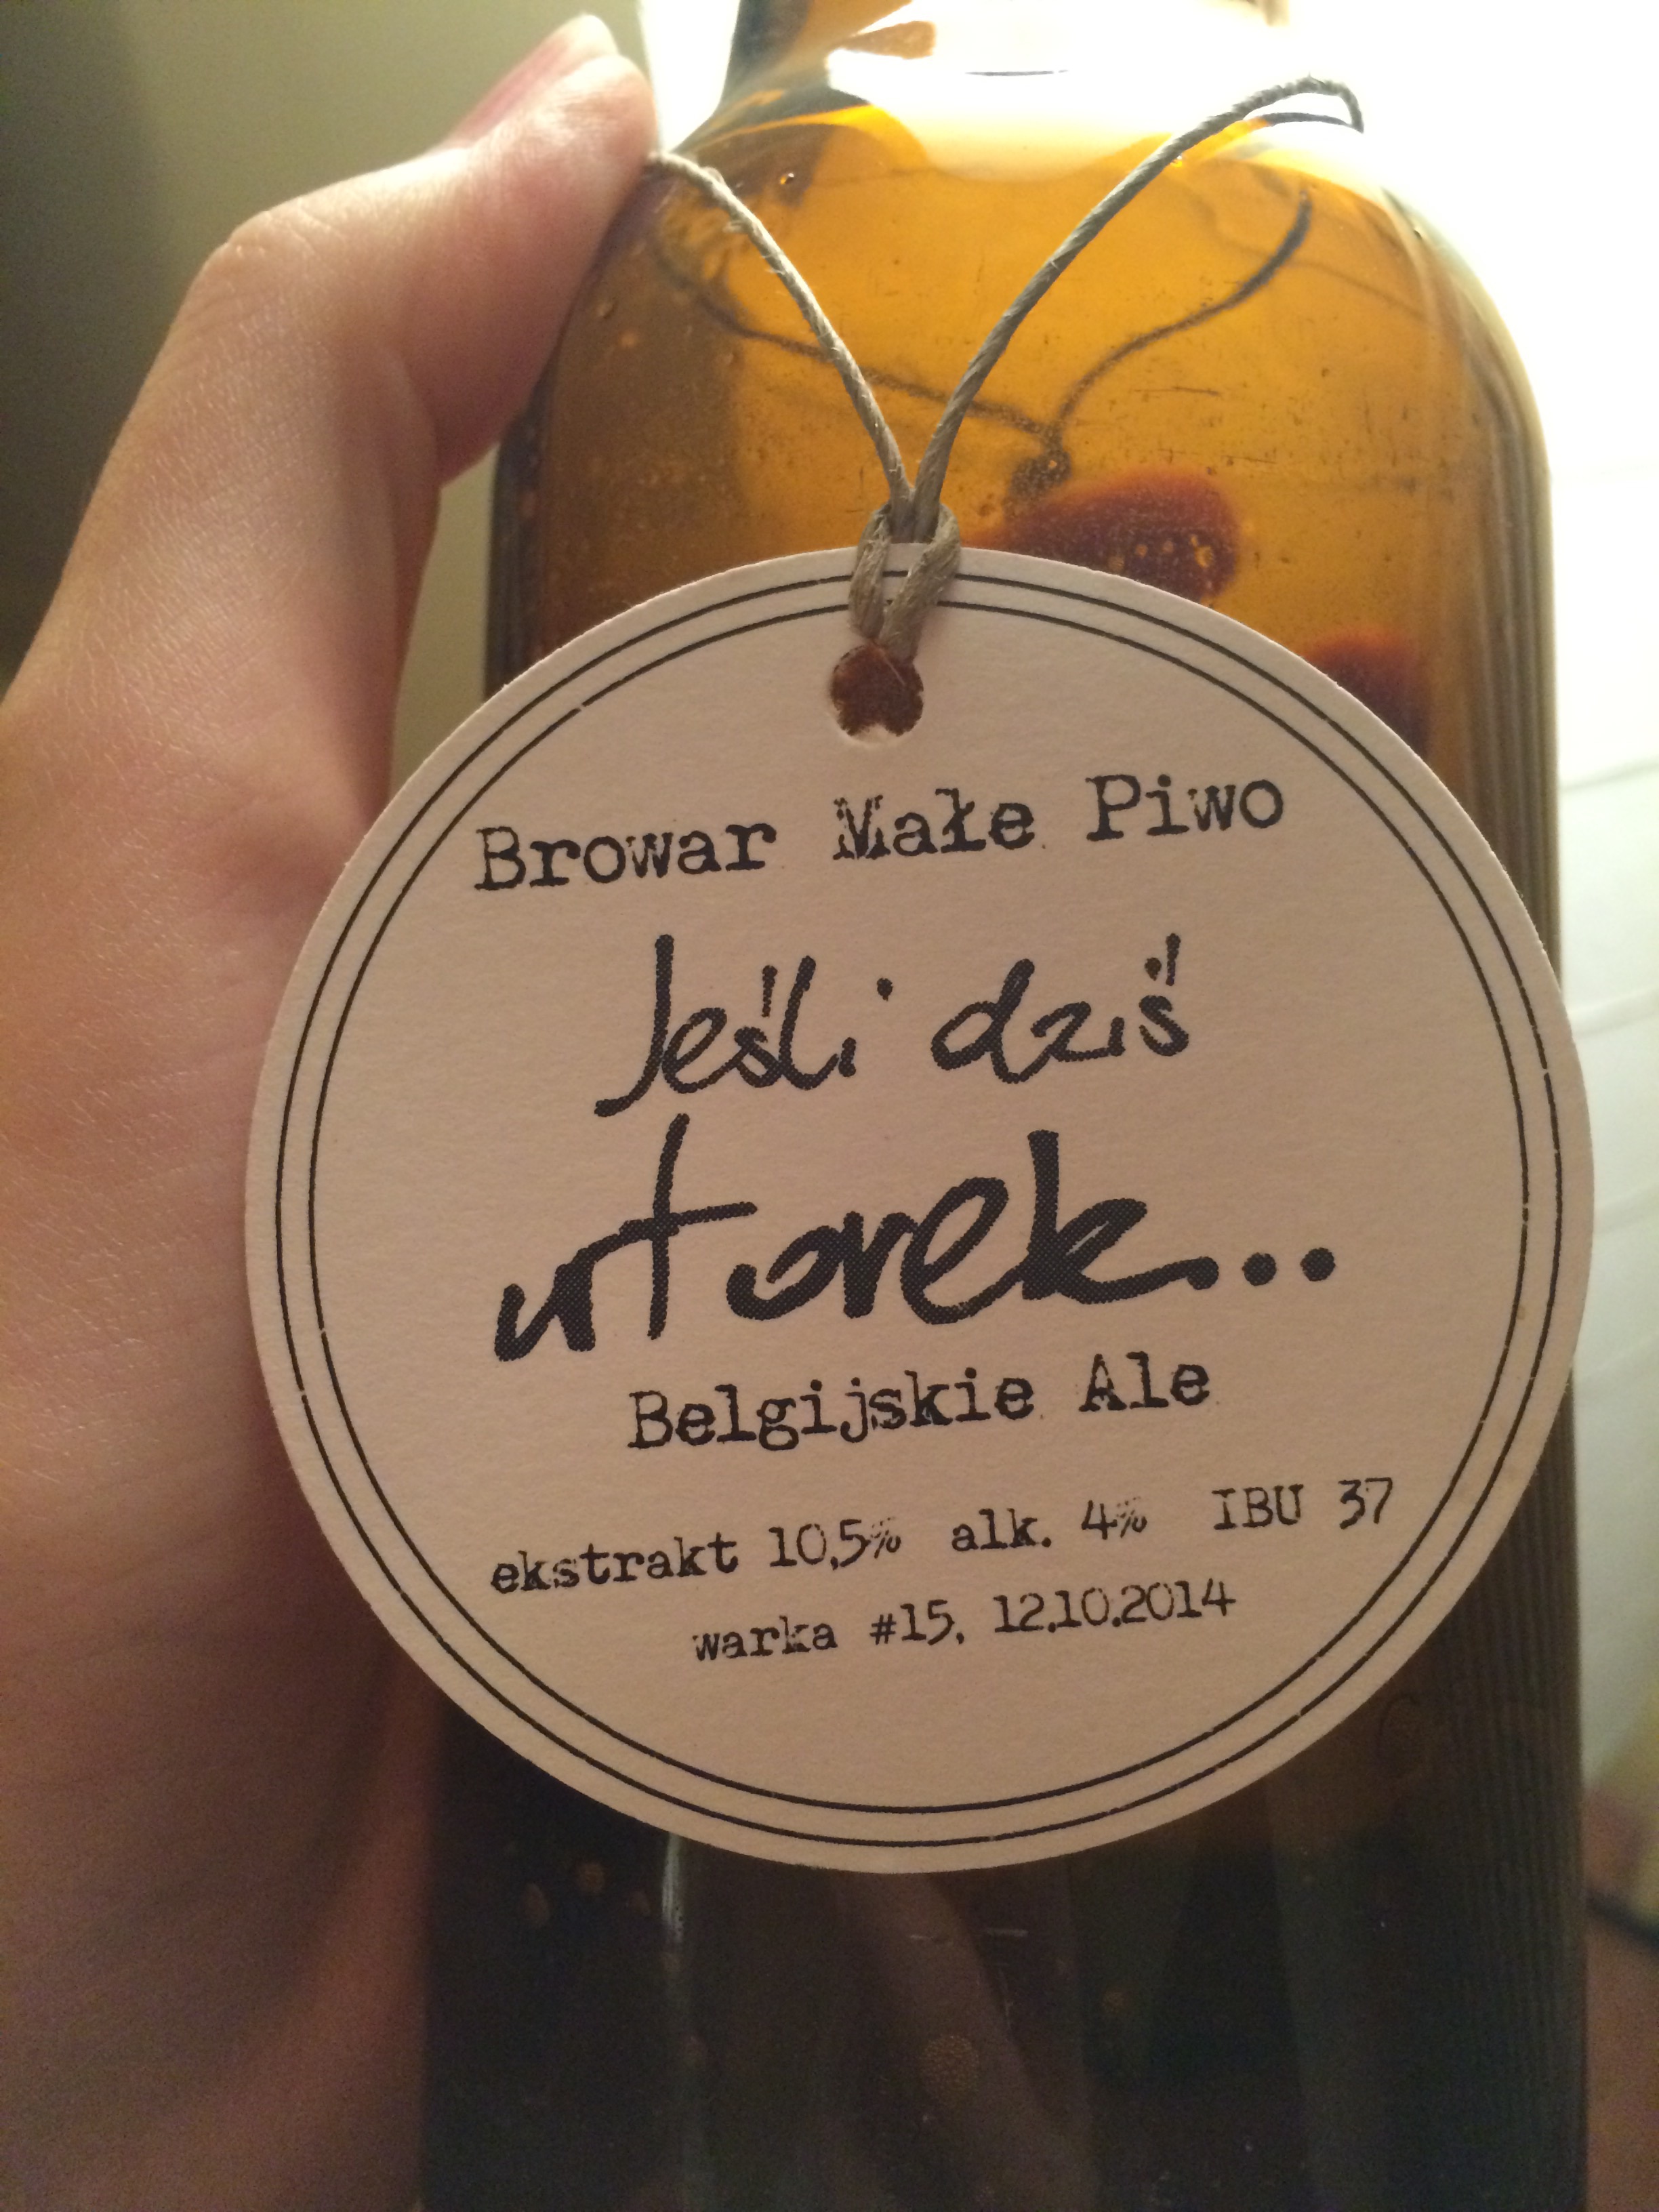 Browar Małe Piwo
Jeśli dziś
wtorek...
Belgijskie Ale
ekstrakt 10,5% alk. 4% IBU 37
warka #15, 12.10.2014